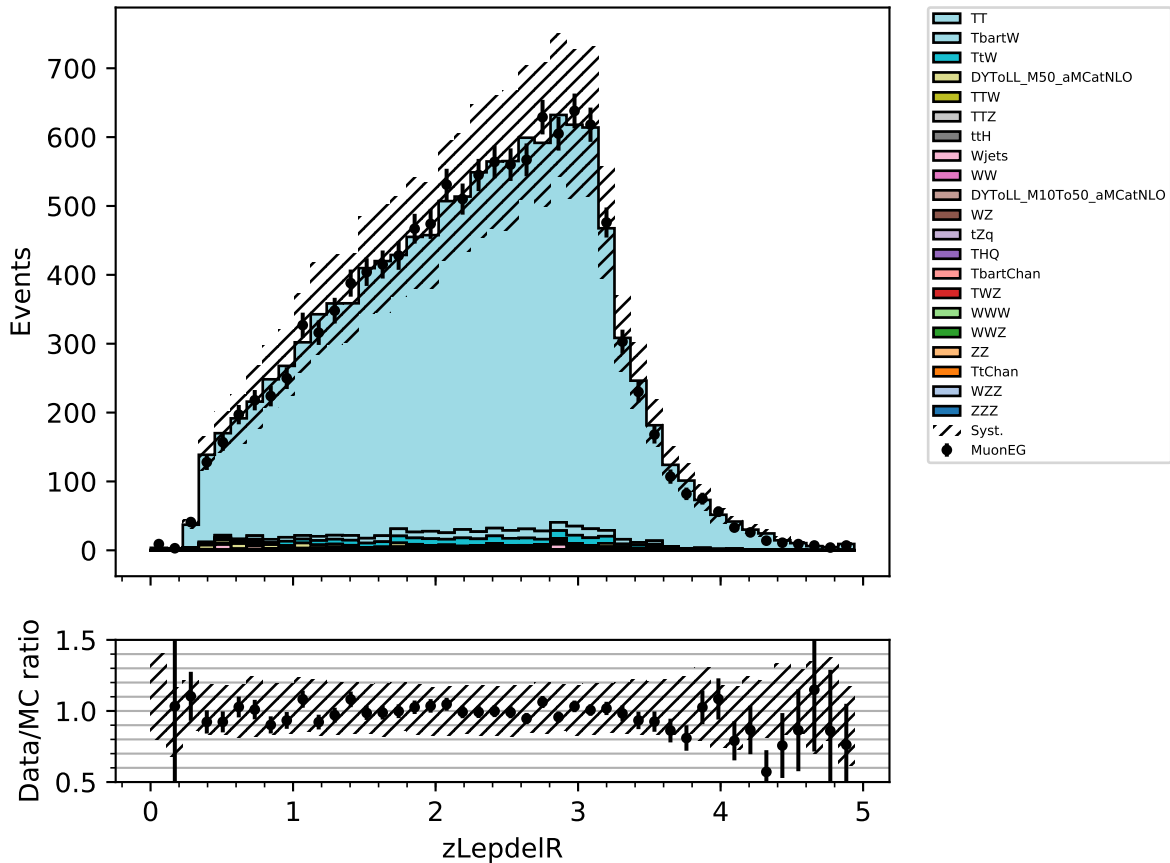 Events
700
600
500
400
300
200
100
0
TT
TbartW
TtW
DYToLL_M50_aMCatNLO
TTW
TTZ
ttH
Wjets
WW
DYToLL_M10To50_aMCatNLO
WZ
tZq
THQ
TbartChan
TWZ
WWW
WWZ
ZZ
TtChan
WZZ
ZZZ
Syst.
MuonEG
Data/MC ratio
1.5
1.0
0.5
0 1 2 3 4 5
zLepdelR